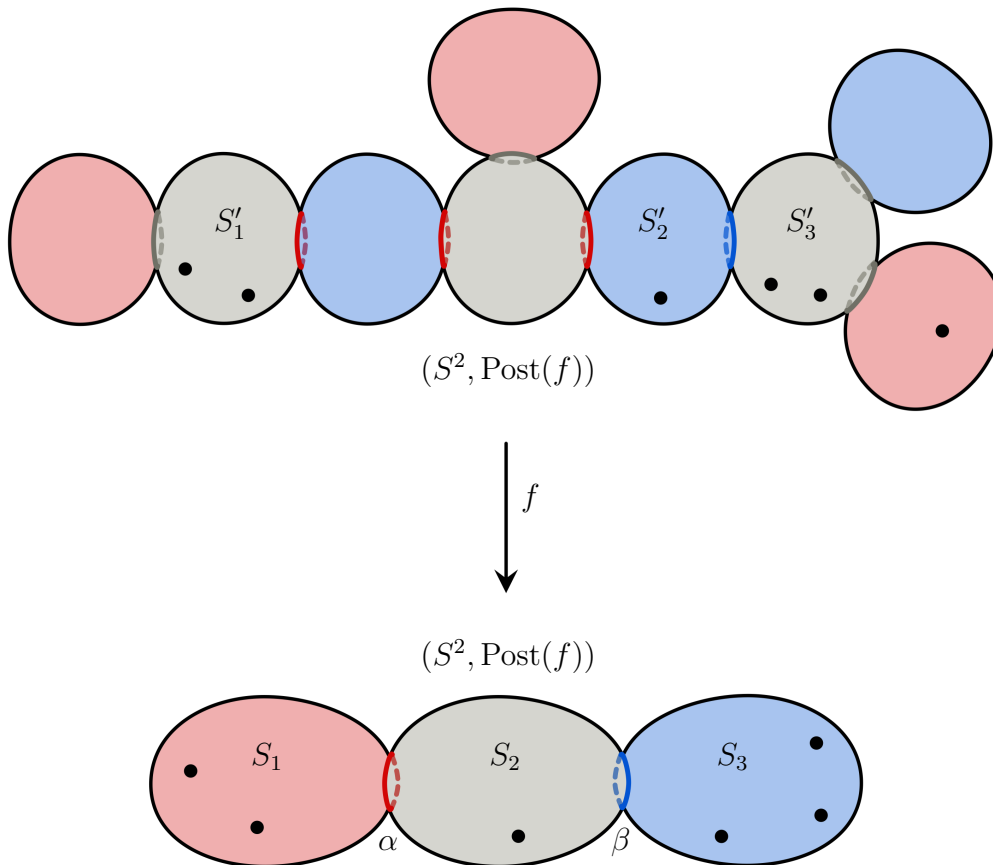 S′₁ S′₂ S′₃
(S², Post(f))
f
(S², Post(f))
S₁ S₂ S₃
α β